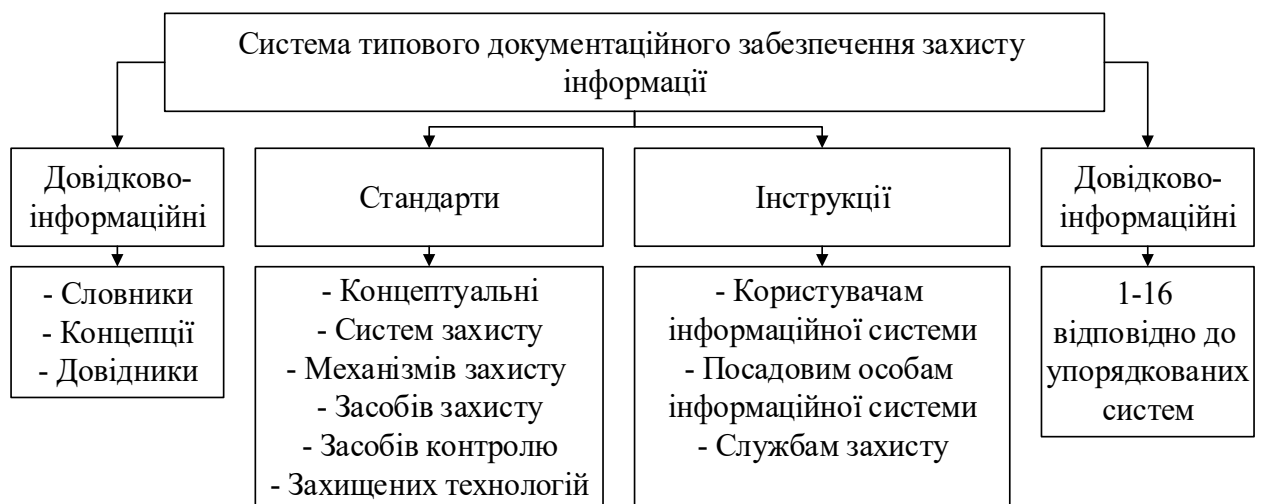 Система типового документаційного забезпечення захисту
інформації
Довідково-
інформаційні
Стандарти
Інструкції
Довідково-
інформаційні
- Словники
- Концепції
- Довідники
- Концептуальні
- Систем захисту
- Механізмів захисту
- Засобів захисту
- Засобів контролю
- Захищених технологій
- Користувачам
інформаційної системи
- Посадовим особам
інформаційної системи
- Службам захисту
1-16
відповідно до
упорядкованих
систем